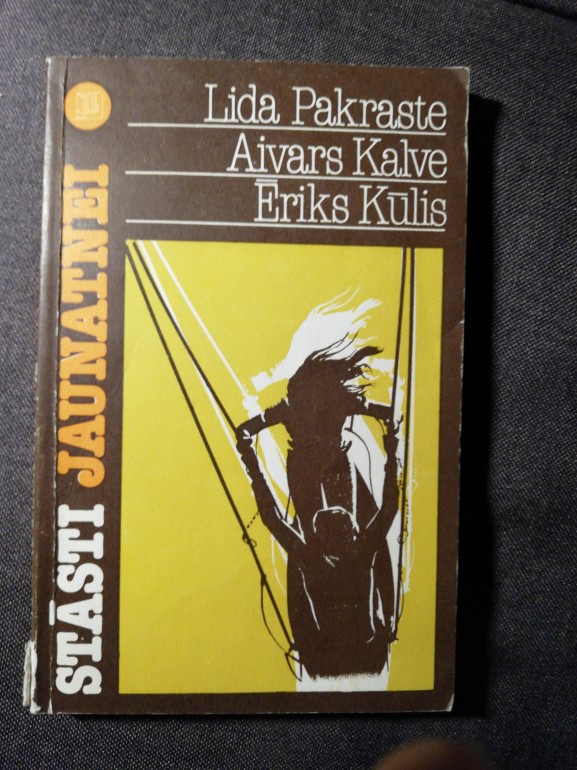 Lida Pakraste
Aivars Kalve
Ēriks Kūlis
STĀSTI JAUNATNEI